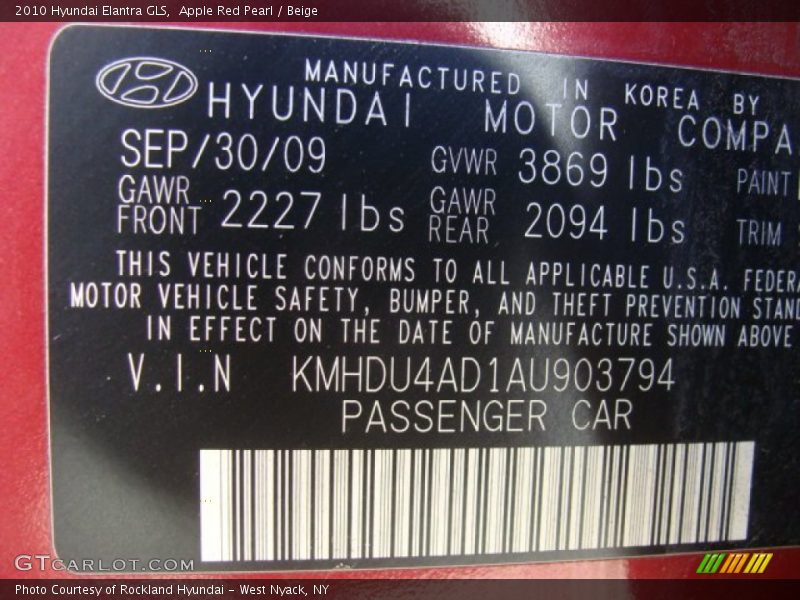 2010 Hyundai Elantra GLS, Apple Red Pearl / Beige
MANUFACTURED IN KOREA BY
HYUNDAI MOTOR COMPA
SEP/30/09 GVWR 3869 lbs PAINT
GAWR FRONT 2227 lbs GAWR REAR 2094 lbs TRIM
THIS VEHICLE CONFORMS TO ALL APPLICABLE U.S.A. FEDERA
MOTOR VEHICLE SAFETY, BUMPER, AND THEFT PREVENTION STAN
IN EFFECT ON THE DATE OF MANUFACTURE SHOWN ABOVE
V.I.N KMHDU4AD1AU903794
PASSENGER CAR
GTCARLOT.COM
Photo Courtesy of Rockland Hyundai - West Nyack, NY